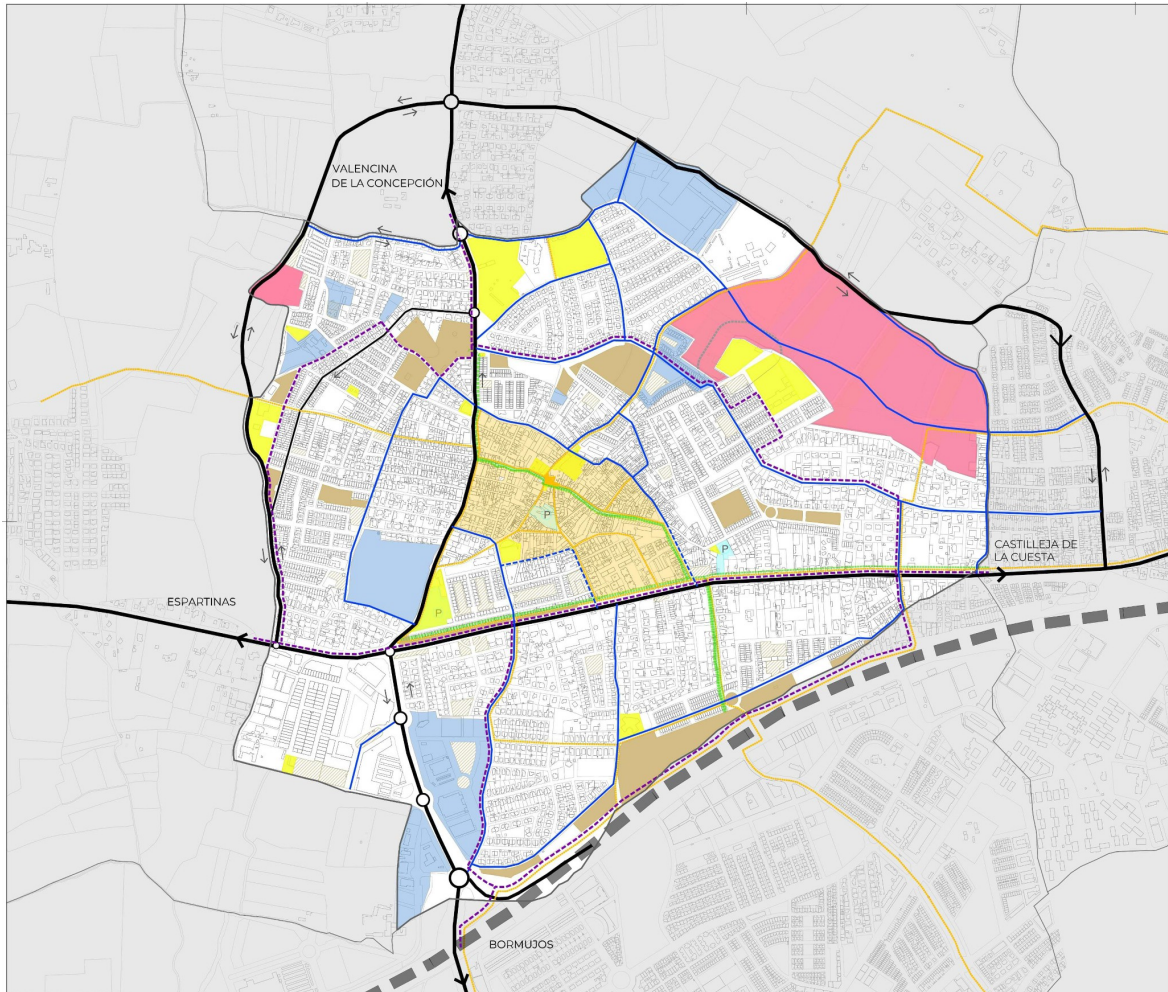 VALENCINA
DE LA CONCEPCIÓN
P
P
CASTILLEJA DE
LA CUESTA
ESPARTINAS
P
BORMUJOS